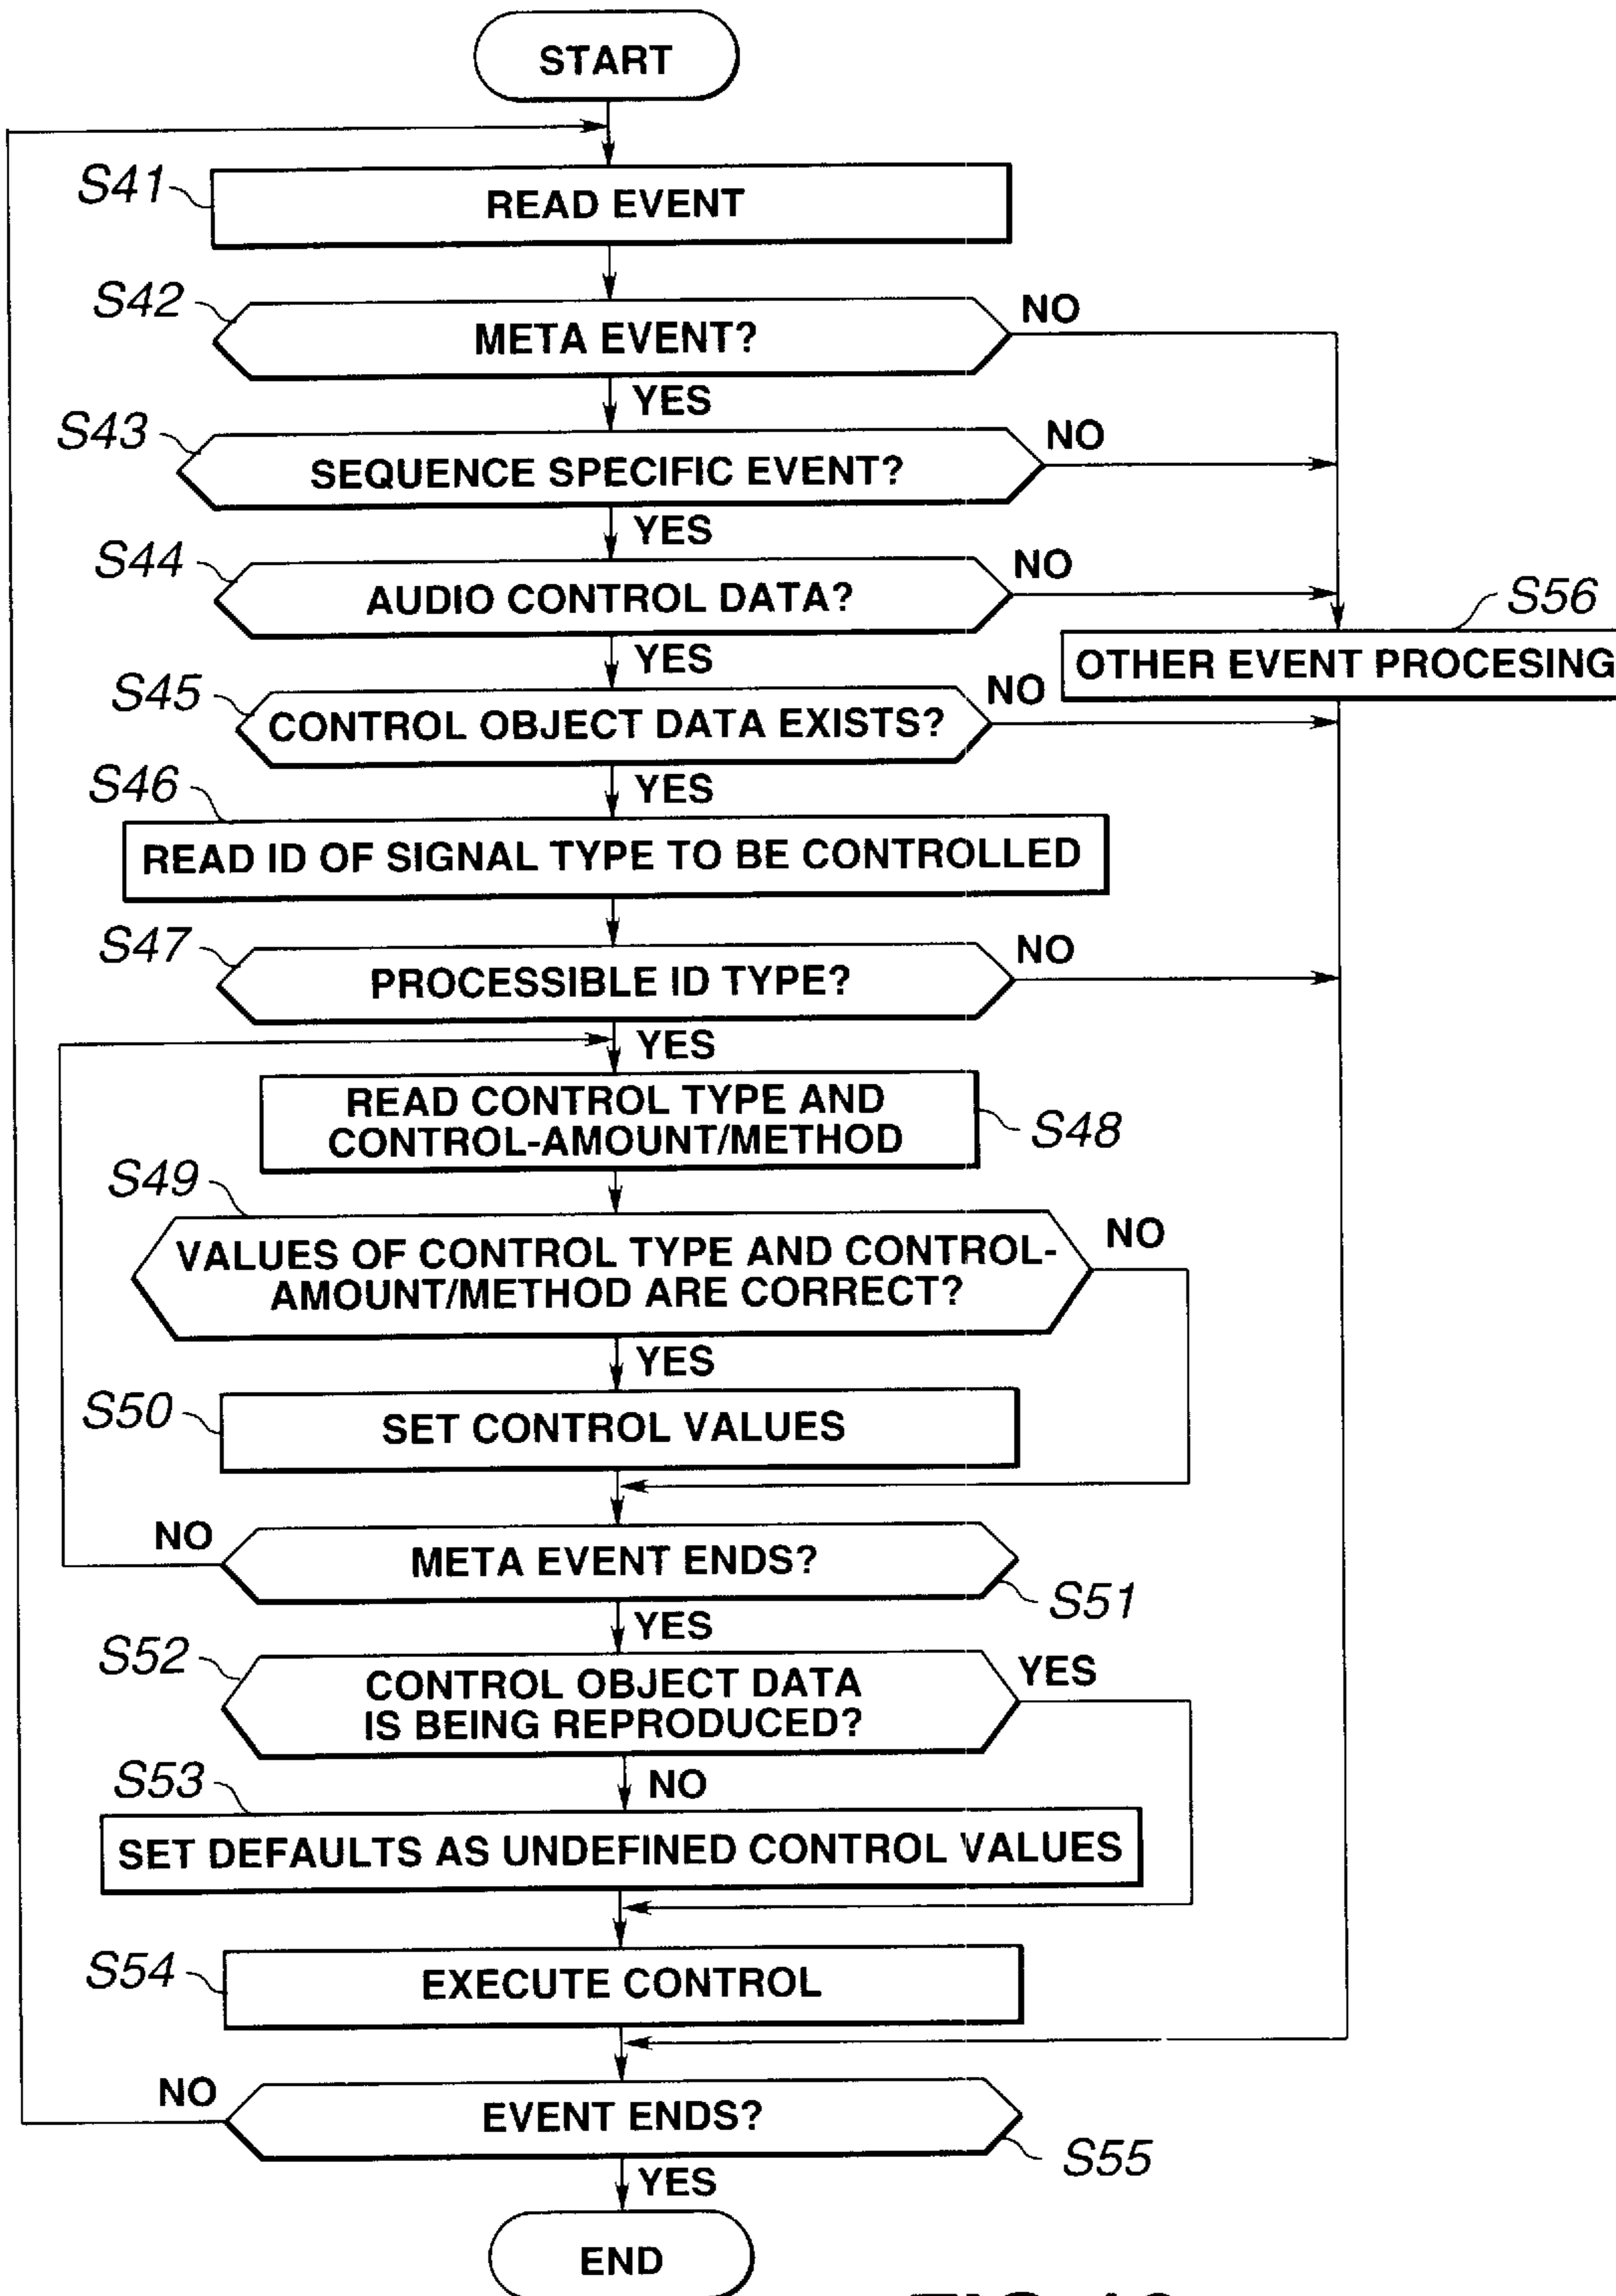 START
S41
READ EVENT
S42
META EVENT?
NO
YES
S43
SEQUENCE SPECIFIC EVENT?
NO
YES
S44
AUDIO CONTROL DATA?
NO
YES
S56
OTHER EVENT PROCESING
S45
CONTROL OBJECT DATA EXISTS?
NO
YES
S46
READ ID OF SIGNAL TYPE TO BE CONTROLLED
S47
PROCESSIBLE ID TYPE?
NO
YES
READ CONTROL TYPE AND
CONTROL-AMOUNT/METHOD
S48
S49
VALUES OF CONTROL TYPE AND CONTROL-
AMOUNT/METHOD ARE CORRECT?
NO
YES
S50
SET CONTROL VALUES
NO
META EVENT ENDS?
S51
YES
S52
CONTROL OBJECT DATA
IS BEING REPRODUCED?
YES
NO
S53
SET DEFAULTS AS UNDEFINED CONTROL VALUES
S54
EXECUTE CONTROL
NO
EVENT ENDS?
S55
YES
END